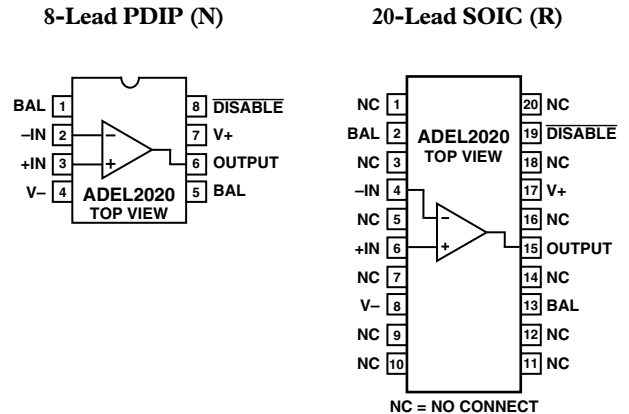 8-Lead PDIP (N)
BAL 1
–IN 2
+IN 3
V– 4
8 DISABLE
7 V+
6 OUTPUT
5 BAL
–
+
ADEL2020
TOP VIEW
20-Lead SOIC (R)
NC 1
BAL 2
NC 3
–IN 4
NC 5
+IN 6
NC 7
V– 8
NC 9
NC 10
20 NC
19 DISABLE
18 NC
17 V+
16 NC
15 OUTPUT
14 NC
13 BAL
12 NC
11 NC
ADEL2020
TOP VIEW
–
+
NC = NO CONNECT